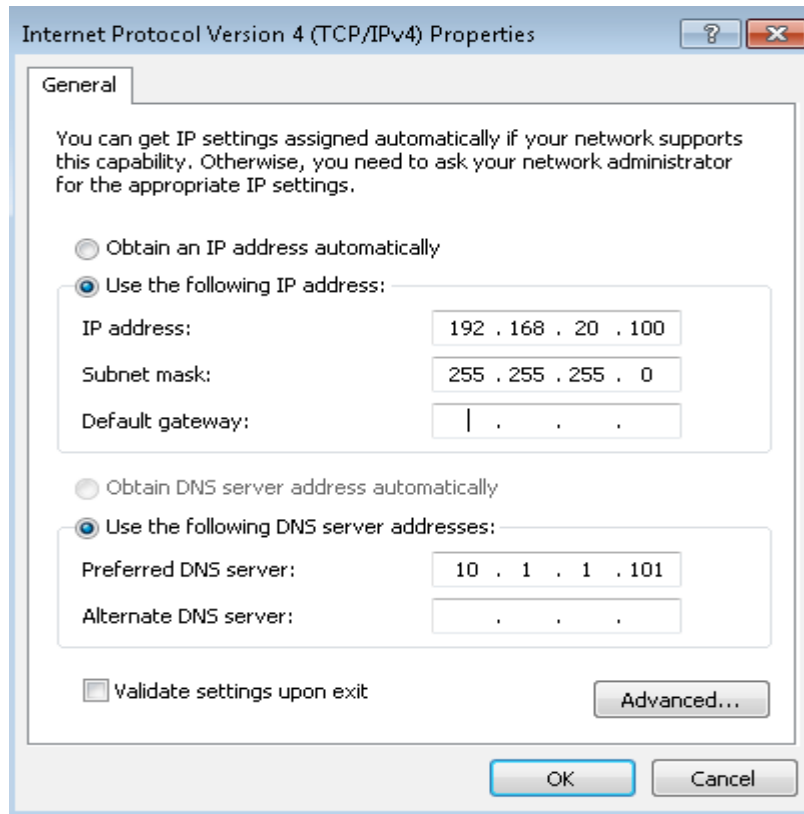 Internet Protocol Version 4 (TCP/IPv4) Properties
General
You can get IP settings assigned automatically if your network supports
this capability. Otherwise, you need to ask your network administrator
for the appropriate IP settings.
Obtain an IP address automatically
Use the following IP address:
IP address: 192 . 168 . 20 . 100
Subnet mask: 255 . 255 . 255 . 0
Default gateway: . . .
Obtain DNS server address automatically
Use the following DNS server addresses:
Preferred DNS server: 10 . 1 . 1 . 101
Alternate DNS server: . . .
Validate settings upon exit
Advanced...
OK Cancel